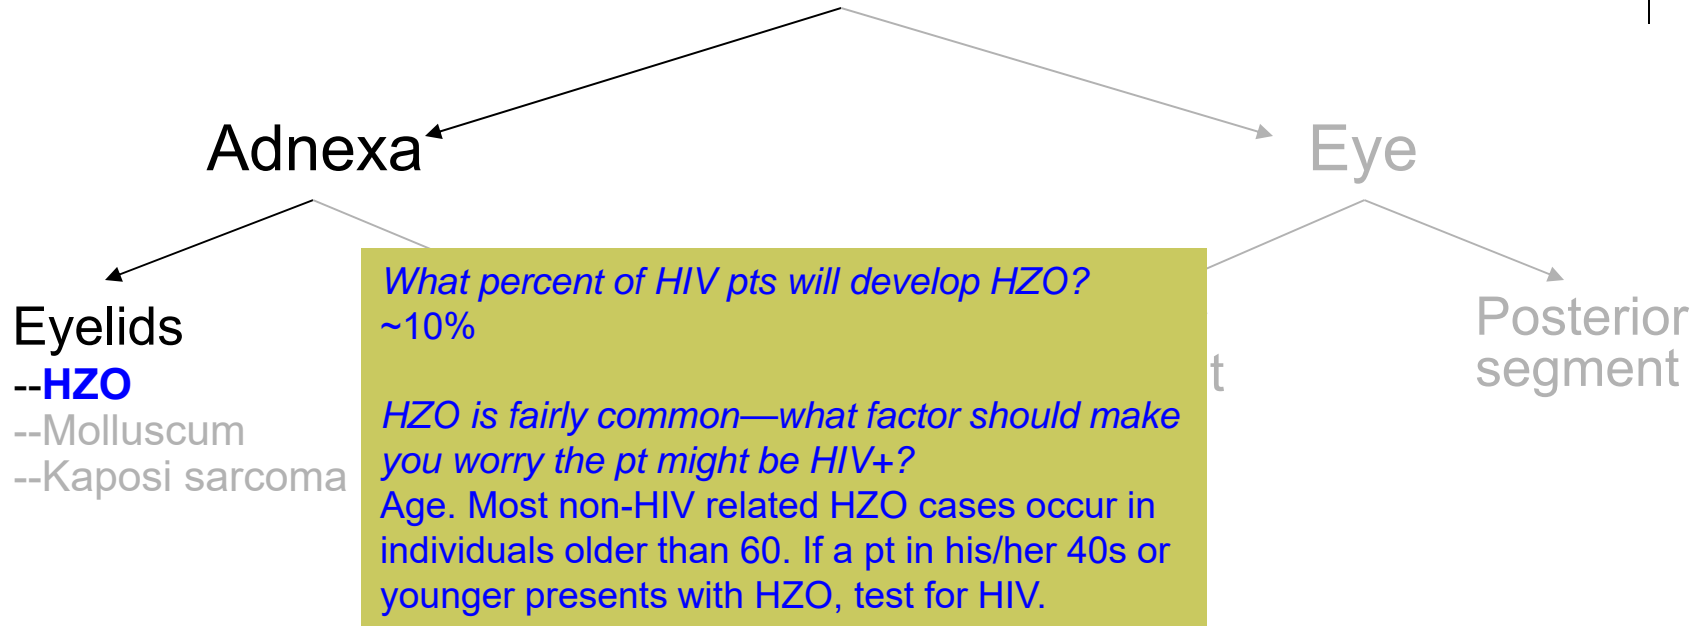 Adnexa
Eye
Eyelids
--HZO
--Molluscum
--Kaposi sarcoma
What percent of HIV pts will develop HZO?
~10%
HZO is fairly common—what factor should make
you worry the pt might be HIV+?
Age. Most non-HIV related HZO cases occur in
individuals older than 60. If a pt in his/her 40s or
younger presents with HZO, test for HIV.
t
Posterior
segment